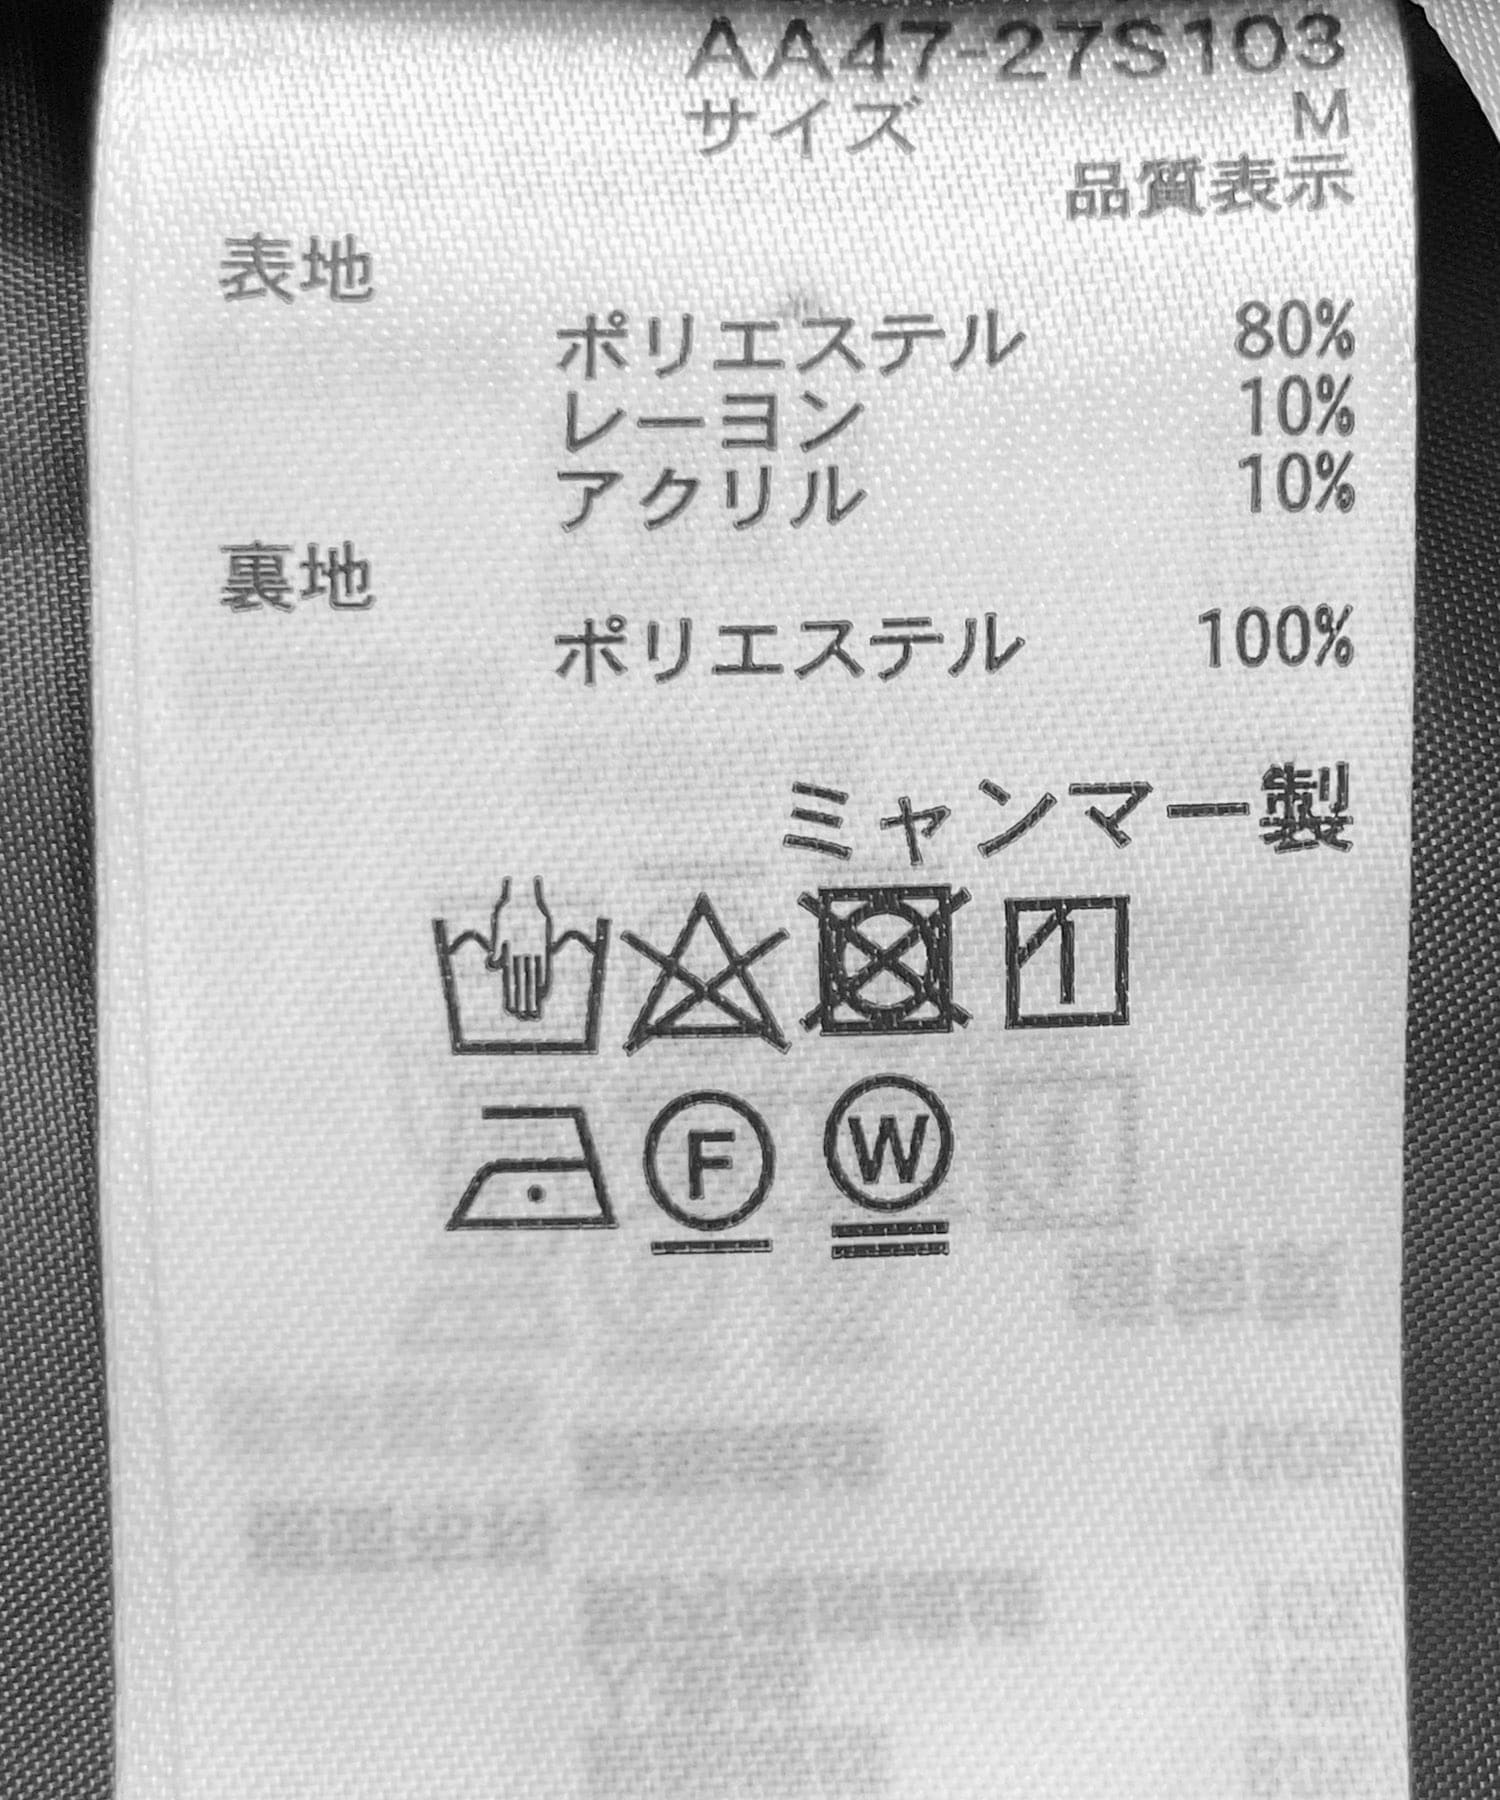 AA47-27S103
サイズ M
品質表示
表地
ポリエステル 80%
レーヨン 10%
アクリル 10%
裏地
ポリエステル 100%
ミャンマー製
F W